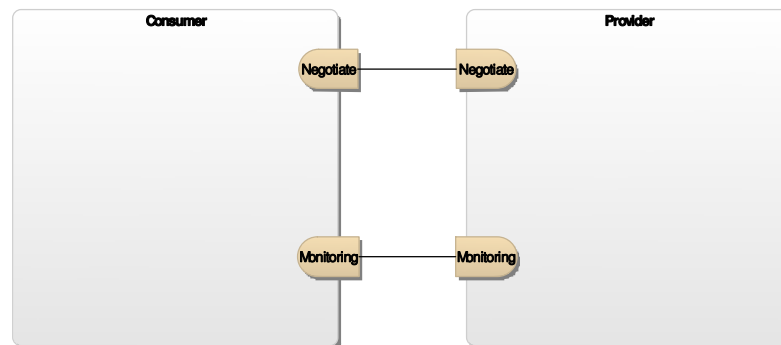 Consumer
Provider
Negotiate
Negotiate
Monitoring
Monitoring